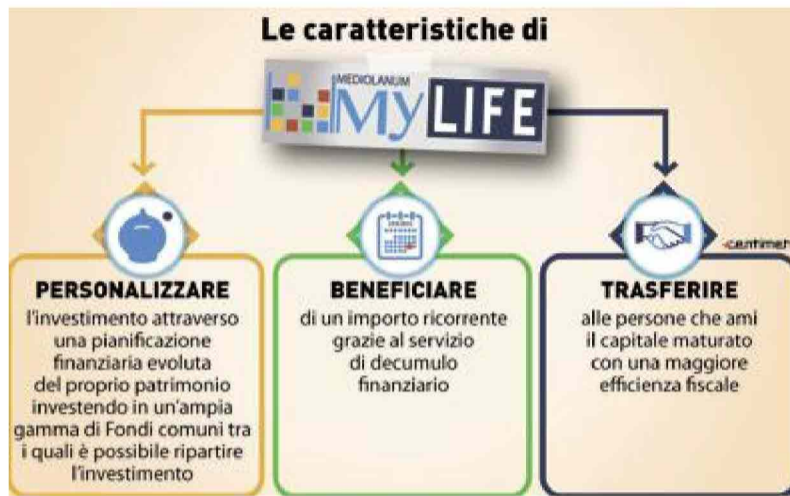 Le caratteristiche di
MEDIOLANUM
My LIFE
PERSONALIZZARE
l'investimento attraverso
una pianificazione
finanziaria evoluta
del proprio patrimonio
investendo in un'ampia
gamma di Fondi comuni tra
i quali è possibile ripartire
l'investimento
BENEFICIARE
di un importo ricorrente
grazie al servizio
di decumulo
finanziario
TRASFERIRE
alle persone che ami
il capitale maturato
con una maggiore
efficienza fiscale